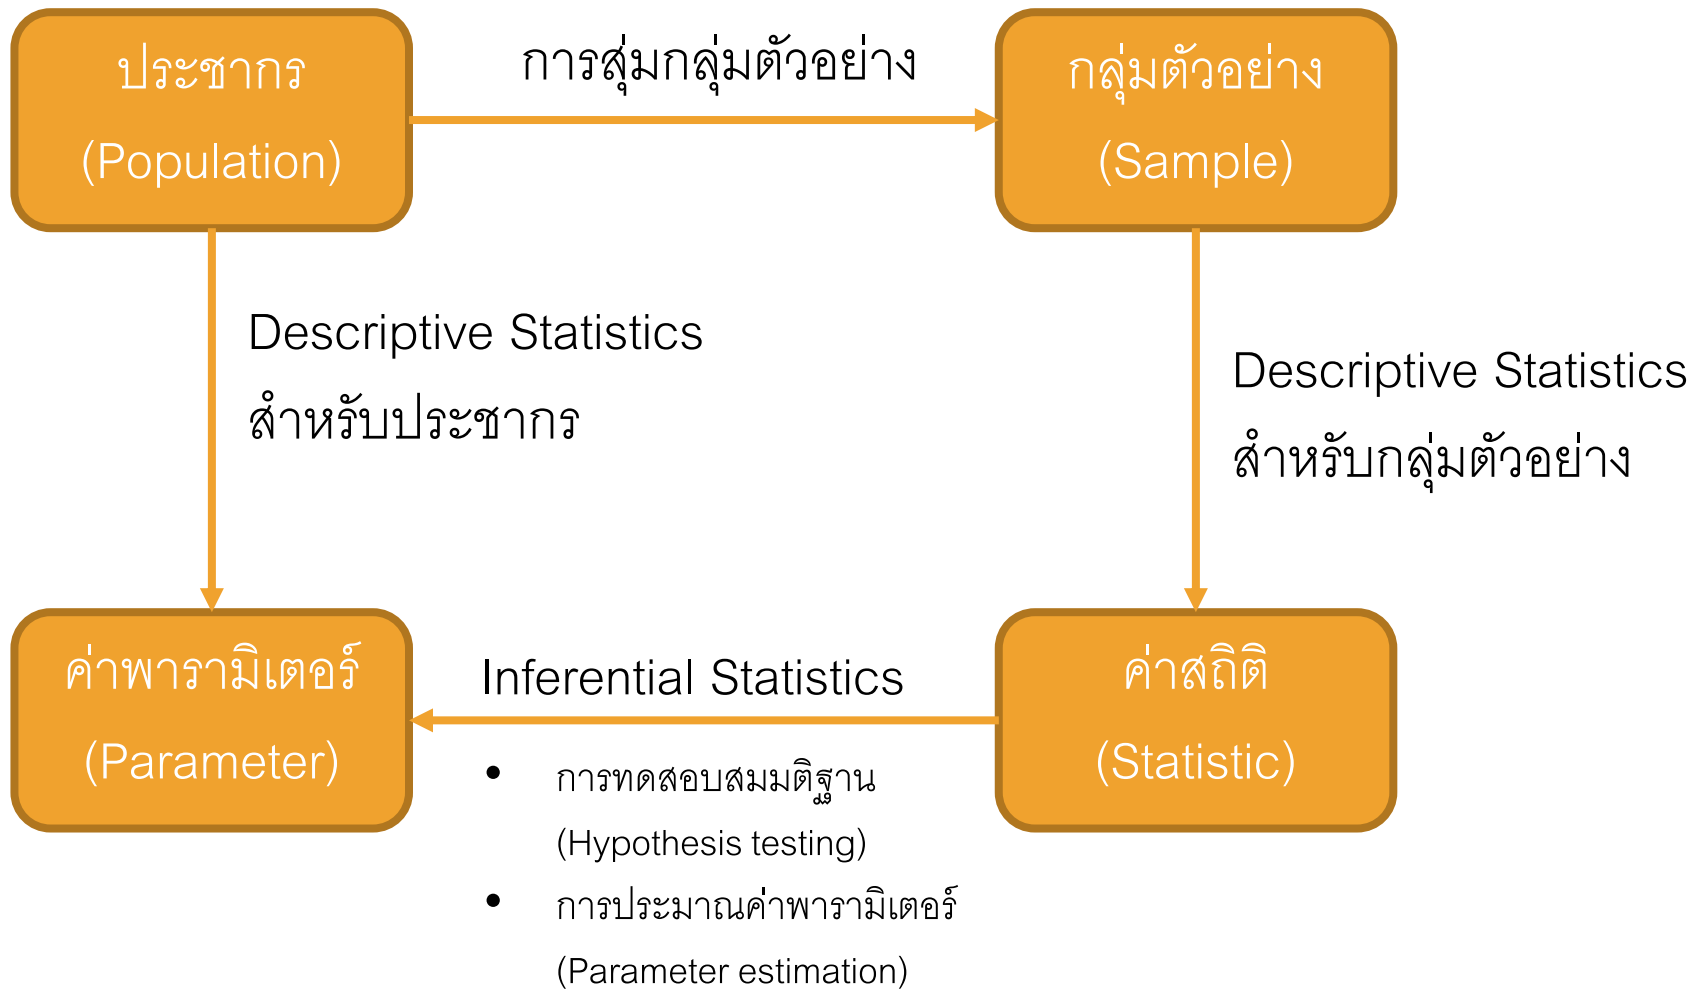 ประชากร
(Population)
การสุ่มกลุ่มตัวอย่าง
กลุ่มตัวอย่าง
(Sample)
Descriptive Statistics
สำหรับประชากร
Descriptive Statistics
สำหรับกลุ่มตัวอย่าง
ค่าพารามิเตอร์
(Parameter)
Inferential Statistics
• การทดสอบสมมติฐาน
(Hypothesis testing)
• การประมาณค่าพารามิเตอร์
(Parameter estimation)
ค่าสถิติ
(Statistic)